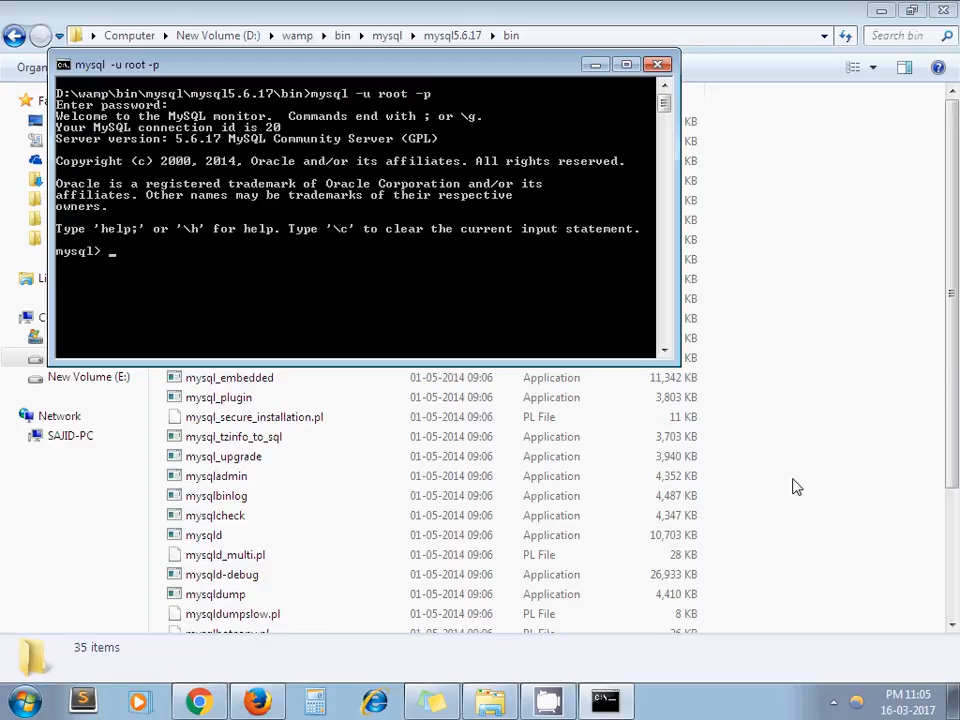 Computer
New Volume (D:)
wamp
bin
mysql
mysql5.6.17
bin
Search bin
Organ
mysql -u root -p
D:\wamp\bin\mysql\mysql5.6.17\bin>mysql -u root -p
Enter password:
Welcome to the MySQL monitor.  Commands end with ; or \g.
Your MySQL connection id is 20
Server version: 5.6.17 MySQL Community Server (GPL)
Copyright (c) 2000, 2014, Oracle and/or its affiliates. All rights reserved.
Oracle is a registered trademark of Oracle Corporation and/or its
affiliates. Other names may be trademarks of their respective
owners.
Type 'help;' or '\h' for help. Type '\c' to clear the current input statement.
mysql> _
Fa
Li
C
KB
KB
KB
KB
KB
KB
KB
KB
KB
KB
KB
KB
KB
New Volume (E:)
Network
SAJID-PC
mysql_embedded 01-05-2014 09:06 Application 11,342 KB
mysql_plugin 01-05-2014 09:06 Application 3,803 KB
mysql_secure_installation.pl 01-05-2014 09:06 PL File 11 KB
mysql_tzinfo_to_sql 01-05-2014 09:06 Application 3,703 KB
mysql_upgrade 01-05-2014 09:06 Application 3,940 KB
mysqladmin 01-05-2014 09:06 Application 4,352 KB
mysqlbinlog 01-05-2014 09:06 Application 4,487 KB
mysqlcheck 01-05-2014 09:06 Application 4,347 KB
mysqld 01-05-2014 09:06 Application 10,703 KB
mysqld_multi.pl 01-05-2014 09:06 PL File 28 KB
mysqld-debug 01-05-2014 09:06 Application 26,933 KB
mysqldump 01-05-2014 09:06 Application 4,410 KB
mysqldumpslow.pl 01-05-2014 09:06 PL File 8 KB
35 items
PM 11:05
16-03-2017